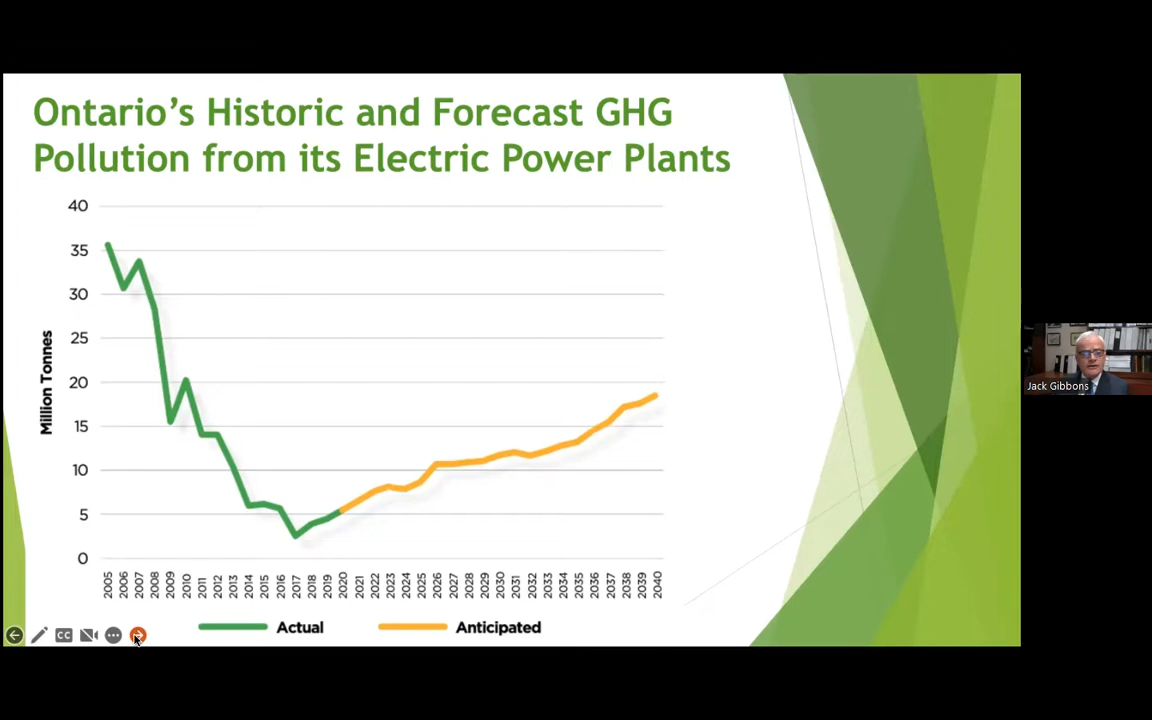 Ontario's Historic and Forecast GHG
Pollution from its Electric Power Plants
Million Tonnes
40
35
30
25
20
15
10
5
0
2005 2006 2007 2008 2009 2010 2011 2012 2013 2014 2015 2016 2017 2018 2019 2020 2021 2022 2023 2024 2025 2026 2027 2028 2029 2030 2031 2032 2033 2034 2035 2036 2037 2038 2039 2040
Actual Anticipated
CC
Jack Gibbons